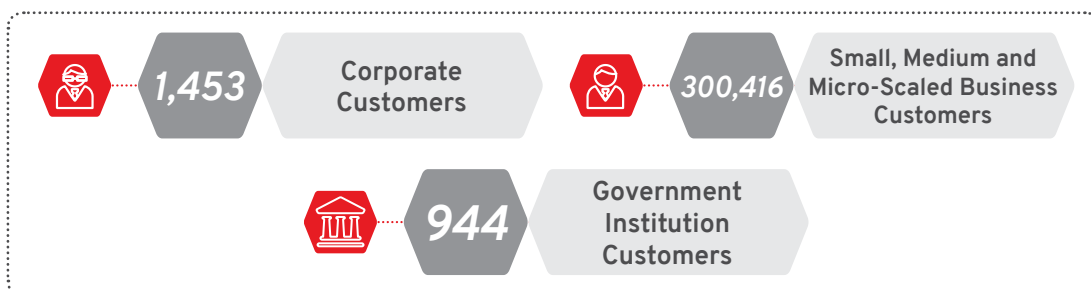 1,453
Corporate
Customers
300,416
Small, Medium and
Micro-Scaled Business
Customers
944
Government
Institution
Customers